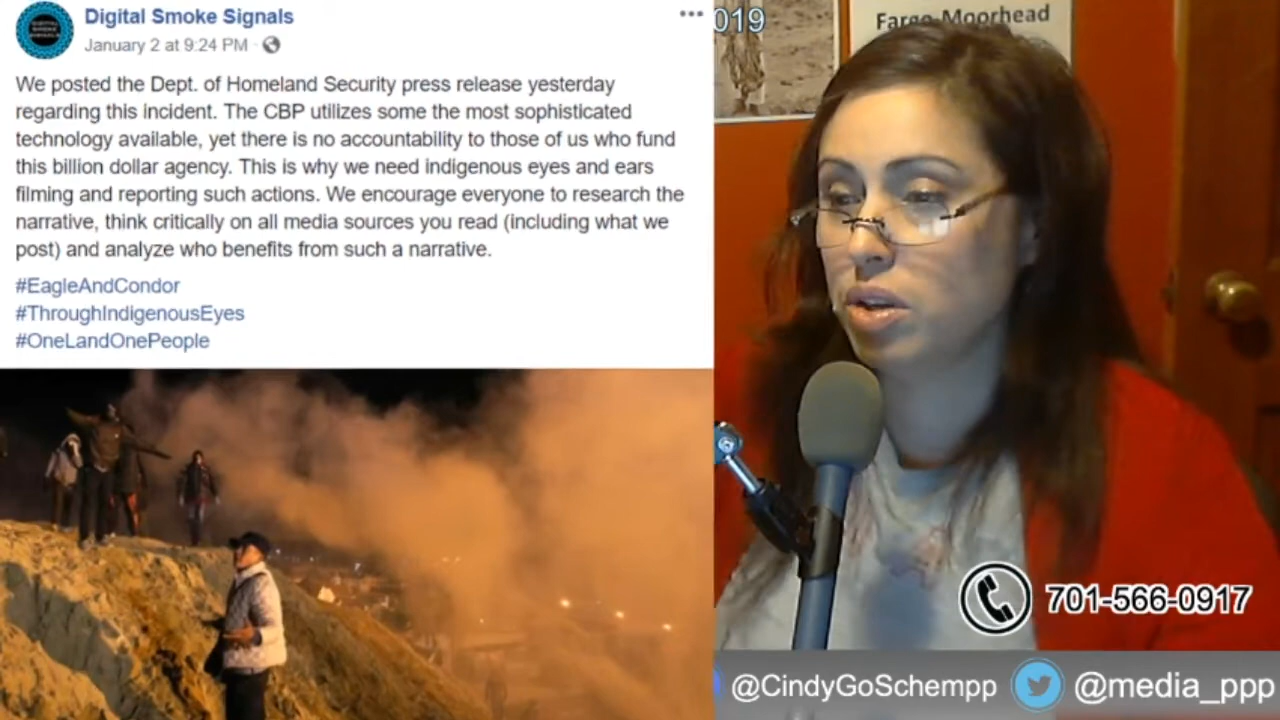 Digital Smoke Signals
January 2 at 9:24 PM ·
We posted the Dept. of Homeland Security press release yesterday
regarding this incident. The CBP utilizes some the most sophisticated
technology available, yet there is no accountability to those of us who fund
this billion dollar agency. This is why we need indigenous eyes and ears
filming and reporting such actions. We encourage everyone to research the
narrative, think critically on all media sources you read (including what we
post) and analyze who benefits from such a narrative.
#EagleAndCondor
#ThroughIndigenousEyes
#OneLandOnePeople
019
Fargo-Moorhead
701-566-0917
@CindyGoSchempp
@media_ppp